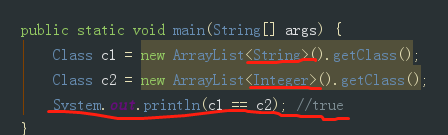 public static void main(String[] args) {
Class c1 = new ArrayList<String>().getClass();
Class c2 = new ArrayList<Integer>().getClass();
System.out.println(c1 == c2); //true
}